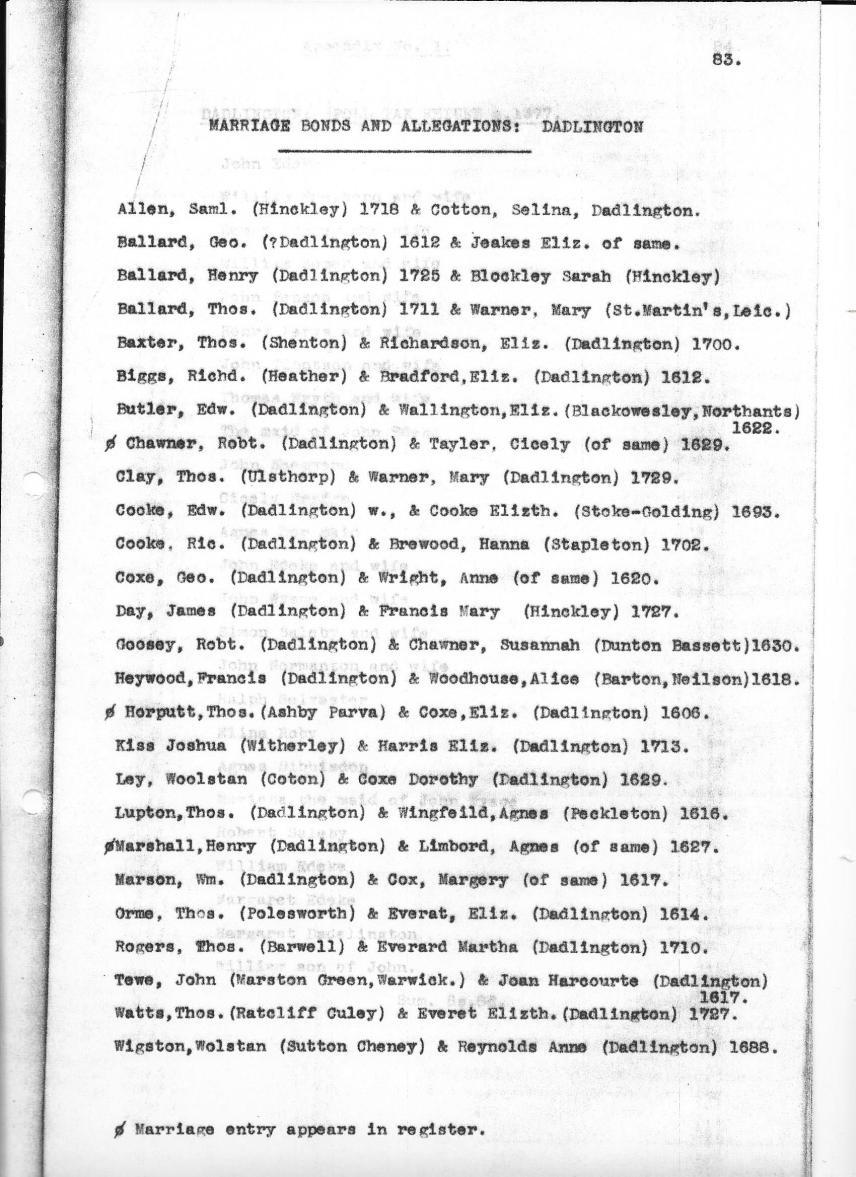 83.
MARRIAGE BONDS AND ALLEGATIONS: DADLINGTON
Allen, Saml. (Hinckley) 1718 & Cotton, Selina, Dadlington.
Ballard, Geo. (?Dadlington) 1612 & Jeakes Eliz. of same.
Ballard, Henry (Dadlington) 1725 & Blockley Sarah (Hinckley)
Ballard, Thos. (Dadlington) 1711 & Warner, Mary (St.Martin's,Leic.)
Baxter, Thos. (Shenton) & Richardson, Eliz. (Dadlington) 1700.
Biggs, Richd. (Heather) & Bradford,Eliz. (Dadlington) 1612.
Butler, Edw. (Dadlington) & Wallington,Eliz.(Blackowesley,Northants)
1622.
ø Chawner, Robt. (Dadlington) & Tayler, Cicely (of same) 1629.
Clay, Thos. (Ulsthorp) & Warner, Mary (Dadlington) 1729.
Cooke, Edw. (Dadlington) w., & Cooke Elizth. (Stoke-Golding) 1693.
Cooke, Ric. (Dadlington) & Brewood, Hanna (Stapleton) 1702.
Coxe, Geo. (Dadlington) & Wright, Anne (of same) 1620.
Day, James (Dadlington) & Francis Mary (Hinckley) 1727.
Goosey, Robt. (Dadlington) & Chawner, Susannah (Dunton Bassett)1630.
Heywood,Francis (Dadlington) & Woodhouse,Alice (Barton,Neilson)1618.
ø Horputt,Thos.(Ashby Parva) & Coxe,Eliz. (Dadlington) 1606.
Kiss Joshua (Witherley) & Harris Eliz. (Dadlington) 1713.
Ley, Woolstan (Coton) & Coxe Dorothy (Dadlington) 1629.
Lupton,Thos. (Dadlington) & Wingfeild,Agnes (Peckleton) 1616.
øMarshall,Henry (Dadlington) & Limbord, Agnes (of same) 1627.
Marson, Wm. (Dadlington) & Cox, Margery (of same) 1617.
Orme, Thos. (Polesworth) & Everat, Eliz. (Dadlington) 1614.
Rogers, Thos. (Barwell) & Everard Martha (Dadlington) 1710.
Tewe, John (Marston Green,Warwick.) & Joan Harcourte (Dadlington)
1617.
Watts,Thos.(Ratcliff Culey) & Everet Elizth.(Dadlington) 1727.
Wigston,Wolstan (Sutton Cheney) & Reynolds Anne (Dadlington) 1688.
ø Marriage entry appears in register.